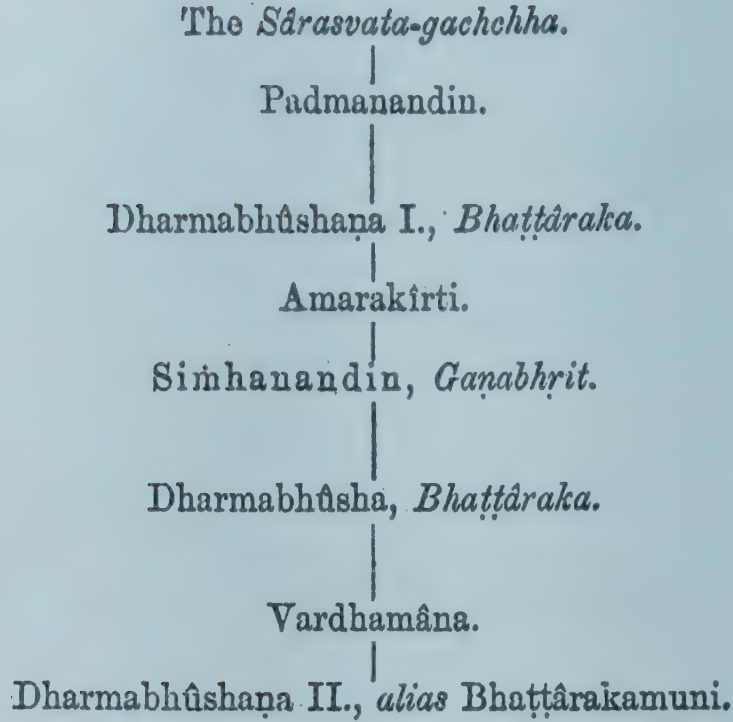 The Sârasvata-gachchha.
Padmanandin.
Dharmabhûshaṇa I., Bhaṭṭâraka.
Amarakîrti.
Siṁhanandin, Gaṇabhṛit.
Dharmabhûsha, Bhaṭṭâraka.
Vardhamâna.
Dharmabhûshaṇa II., alias Bhaṭṭârakamuni.